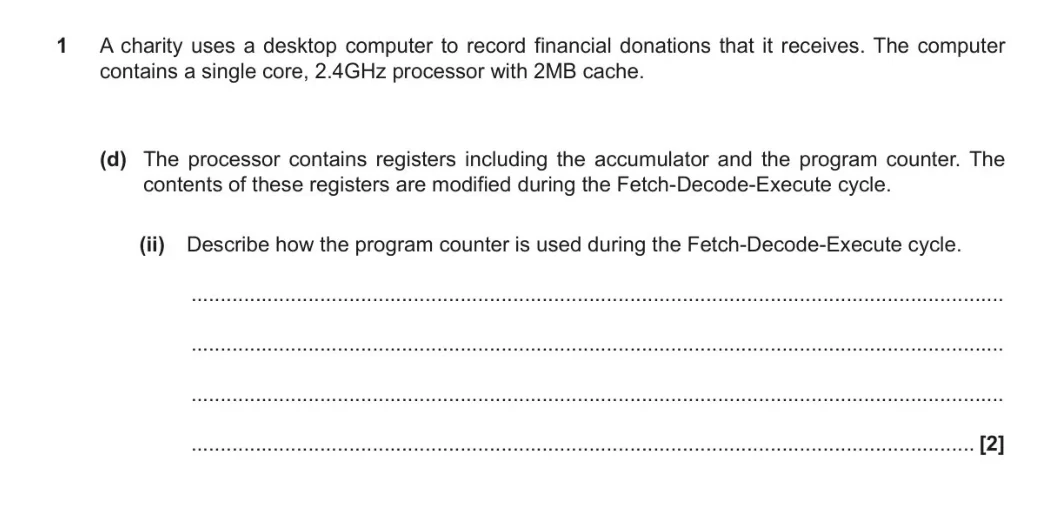 1 A charity uses a desktop computer to record financial donations that it receives. The computer
contains a single core, 2.4GHz processor with 2MB cache.
(d) The processor contains registers including the accumulator and the program counter. The
contents of these registers are modified during the Fetch-Decode-Execute cycle.
(ii) Describe how the program counter is used during the Fetch-Decode-Execute cycle.
[2]